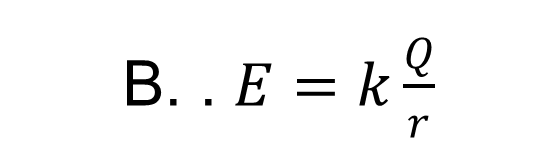 B. . E = k Q/r